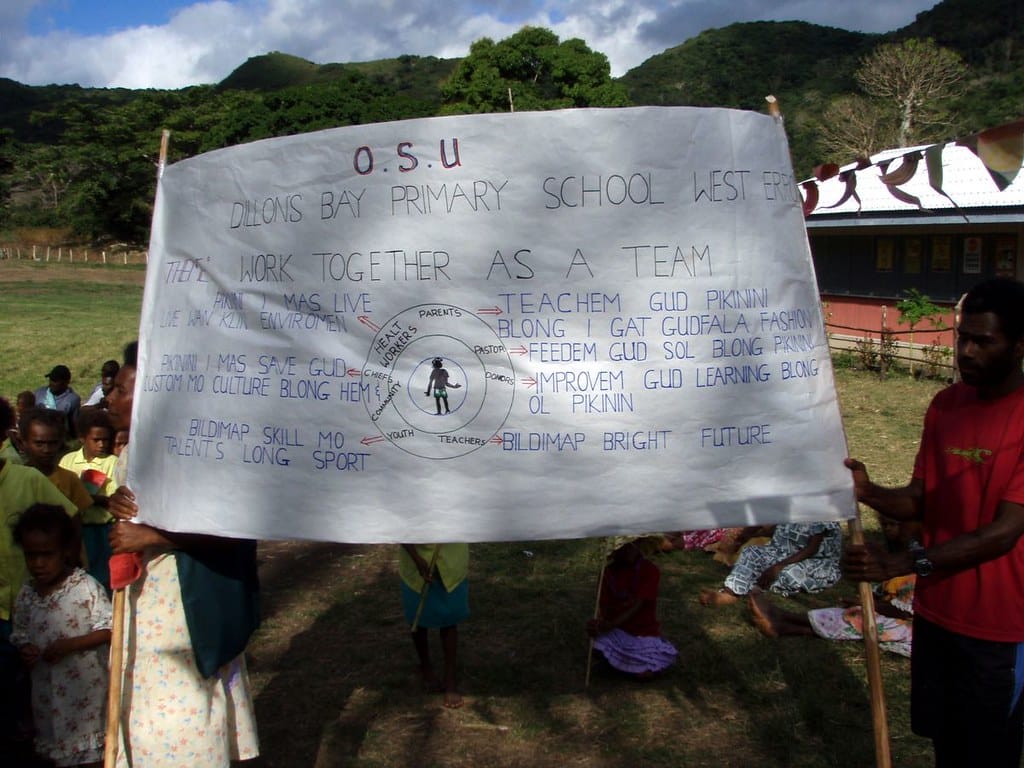 O.S.U
DILLONS BAY PRIMARY SCHOOL WEST
THEME: WORK TOGETHER AS A TEAM
PIKINI I MAS LIVE
LIVE WAN KLIN ENVIROMEN
PIKININI I MAS SAVE GUD
CUSTOM MO CULTURE BLONG HEM
BILDIMAP SKILL MO
TALENT'S LONG SPORT
PARENTS
HEALT WORKERS
PASTOR
CHIEFS & COMMUNITY
DONORS
YOUTH
TEACHERS
TEACHEM GUD PIKININI
BLONG I GAT GUDFALA FASHION
FEEDEM GUD SOL BLONG PIKININI
IMPROVEM GUD LEARNING BLONG
OL PIKININ
BILDIMAP BRIGHT FUTURE